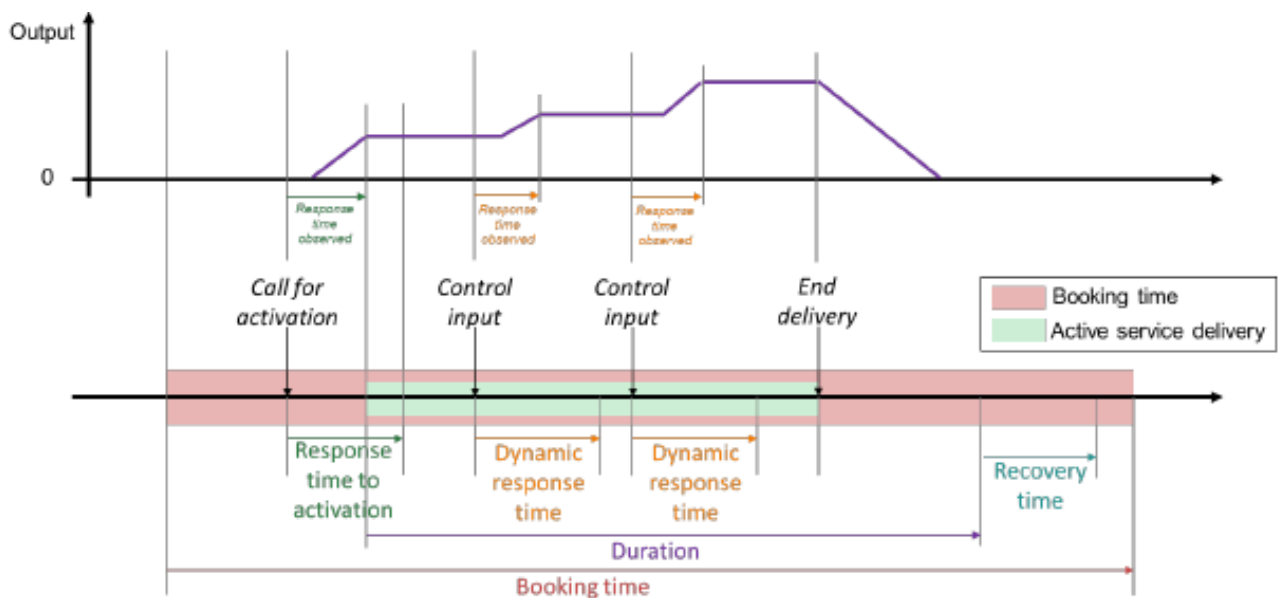 Output
0
Response
time
observed
Response
time
observed
Response
time
observed
Call for
activation
Control
input
Control
input
End
delivery
Booking time
Active service delivery
Response
time to
activation
Dynamic
response
time
Dynamic
response
time
Recovery
time
Duration
Booking time